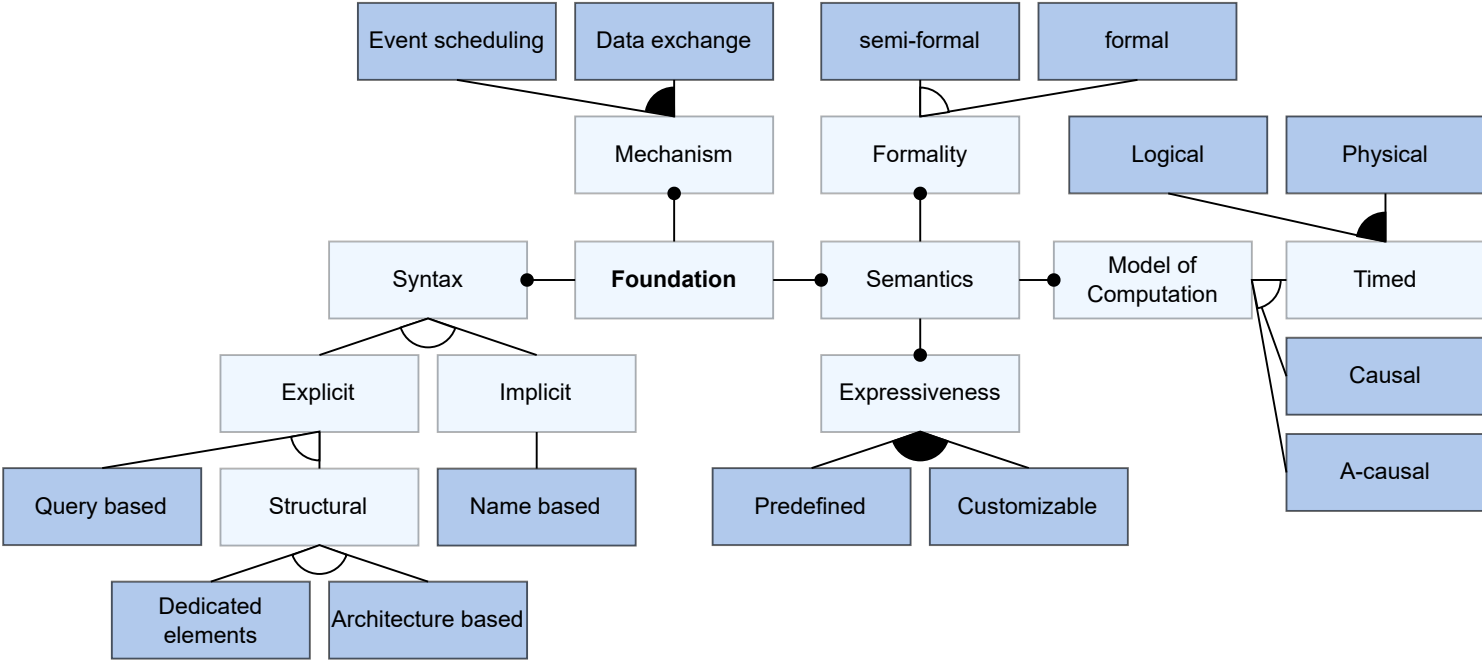 Event scheduling
Data exchange
semi-formal
formal
Mechanism
Formality
Logical
Physical
Syntax
Foundation
Semantics
Model of
Computation
Timed
Explicit
Implicit
Expressiveness
Causal
Query based
Structural
Name based
Predefined
Customizable
A-causal
Dedicated
elements
Architecture based